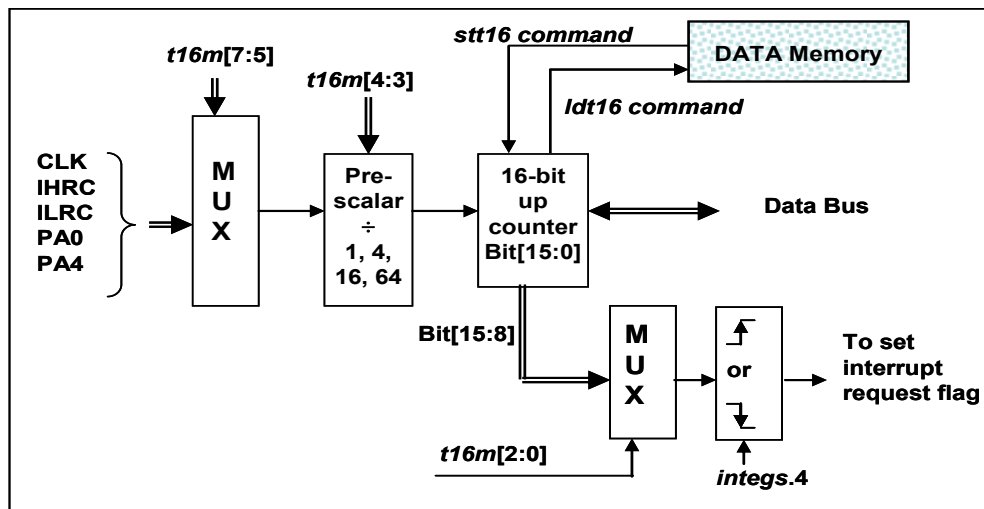 stt16 command
DATA Memory
t16m[7:5]
t16m[4:3]
ldt16 command
CLK
IHRC
ILRC
PA0
PA4
M
U
X
Pre-
scalar
÷
1, 4,
16, 64
16-bit
up
counter
Bit[15:0]
Data Bus
Bit[15:8]
M
U
X
or
To set
interrupt
request flag
t16m[2:0]
integs.4